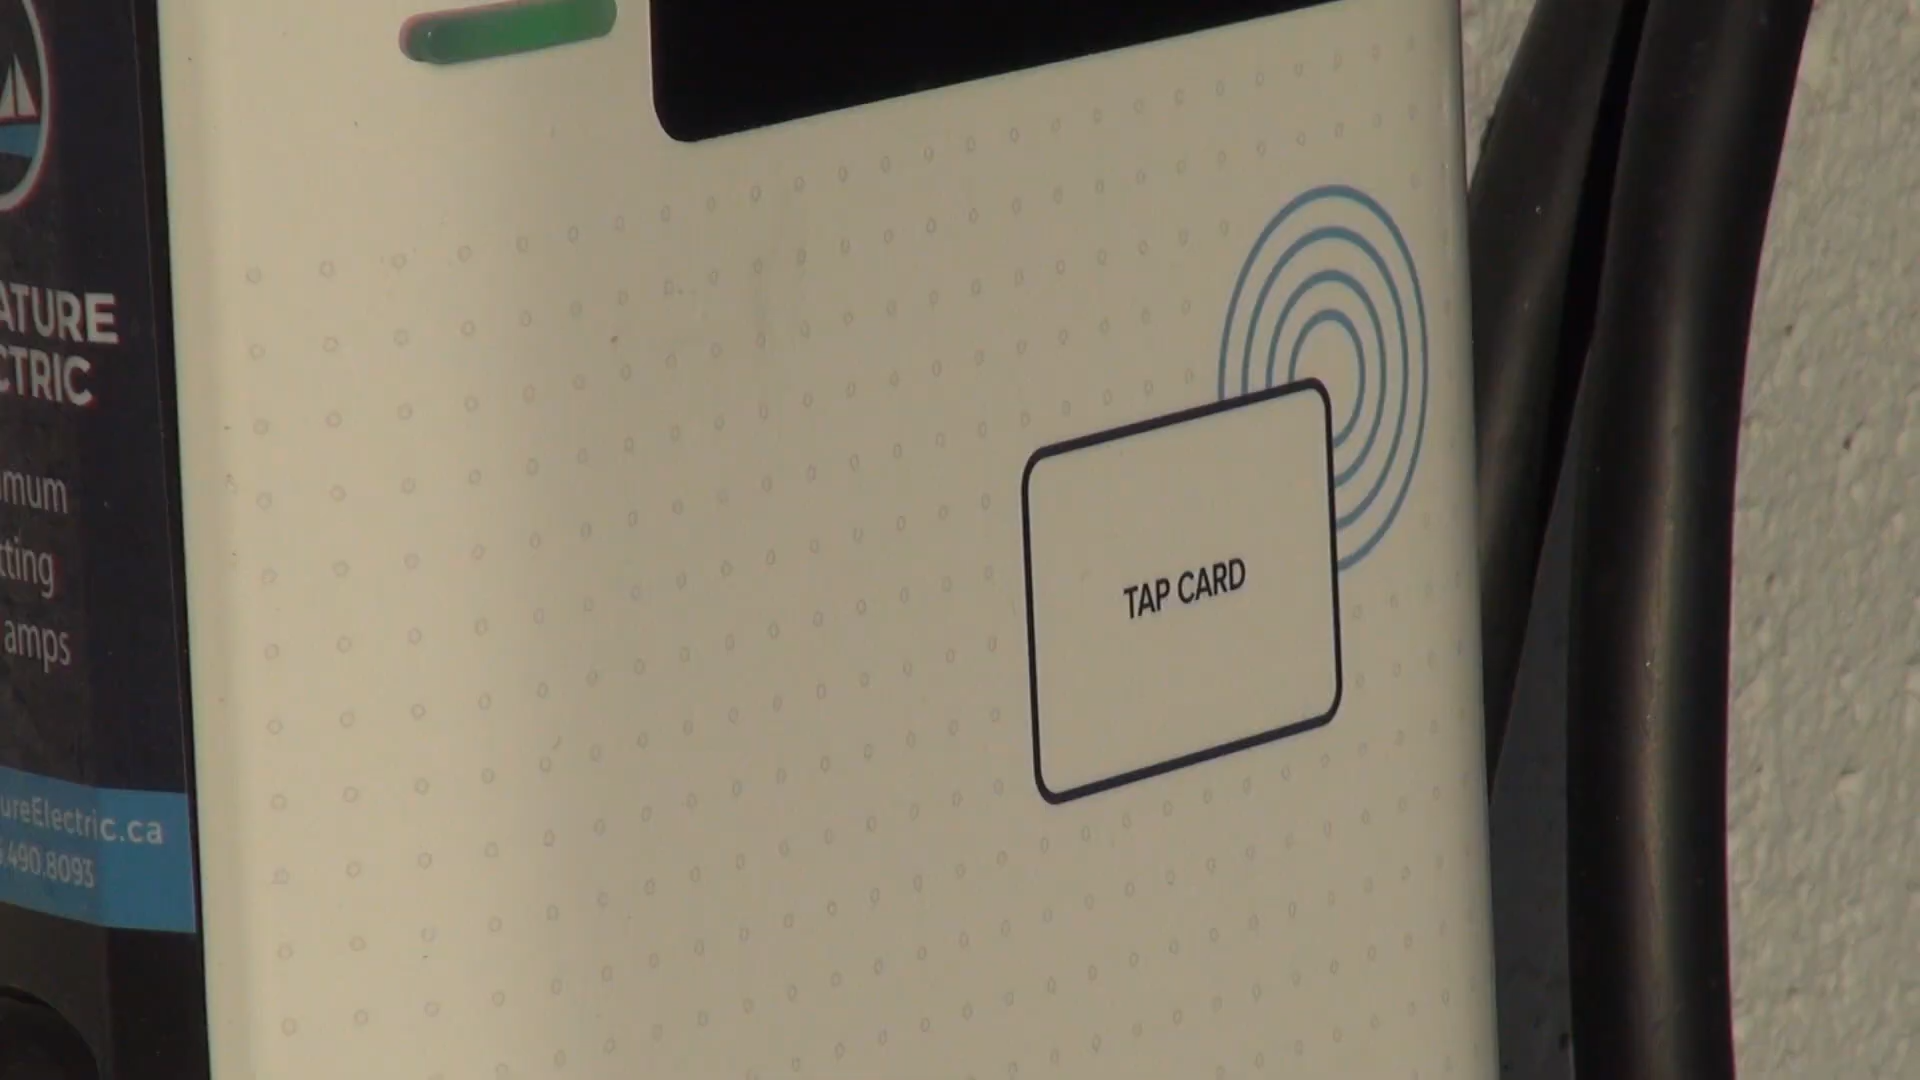 ATURE
CTRIC
mum
tting
amps
ureElectric.ca
.490.8093
TAP CARD